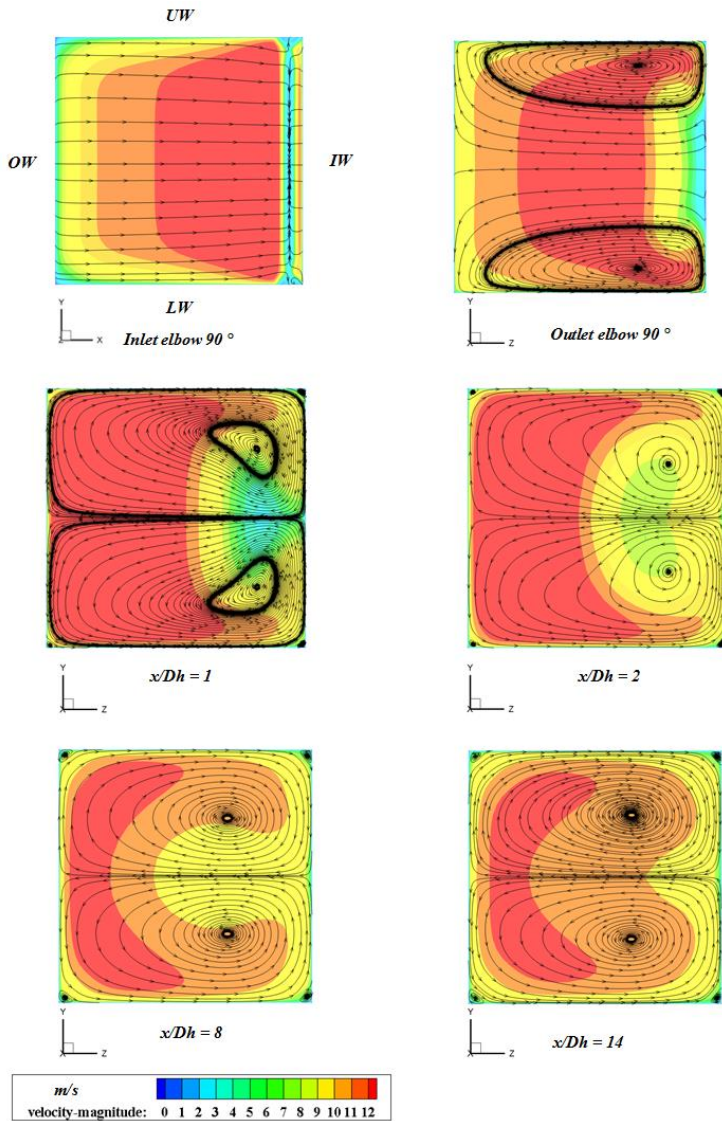 UW
OW
IW
LW
Y
Z
X
Inlet elbow 90 °
Y
X
Z
Outlet elbow 90 °
Y
X
Z
x/Dh = 1
Y
X
Z
x/Dh = 2
Y
X
Z
x/Dh = 8
Y
X
Z
x/Dh = 14
m/s
velocity-magnitude: 0 1 2 3 4 5 6 7 8 9 10 11 12